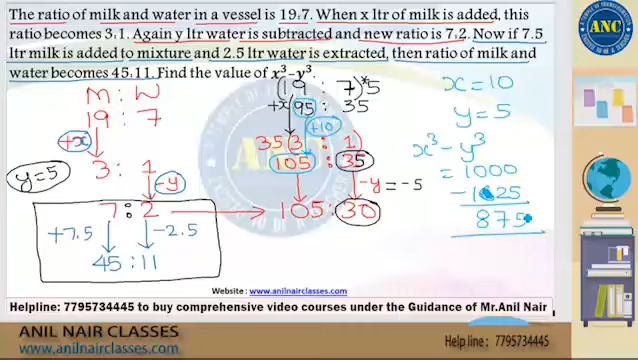 The ratio of milk and water in a vessel is 19:7. When x ltr of milk is added, this
ratio becomes 3:1. Again y ltr water is subtracted and new ratio is 7:2. Now if 7.5
ltr milk is added to mixture and 2.5 ltr water is extracted, then ratio of milk and
water becomes 45:11. Find the value of x³–y³.
M : W
19 : 7
+x
3 : 1
y=5
-y
7 : 2
+7.5 -2.5
45 : 11
(19 : 7)*5
+x 95 : 35
+10
35(3 : 1)
105 : 35
-y = -5
105 : 30
x = 10
y = 5
x³ - y³
= 1000
- 125
875
ANC
Website : www.anilnairclasses.com
Helpline: 7795734445 to buy comprehensive video courses under the Guidance of Mr.Anil Nair
ANIL NAIR CLASSES
www.anilnairclasses.com
Help line : 7795734445